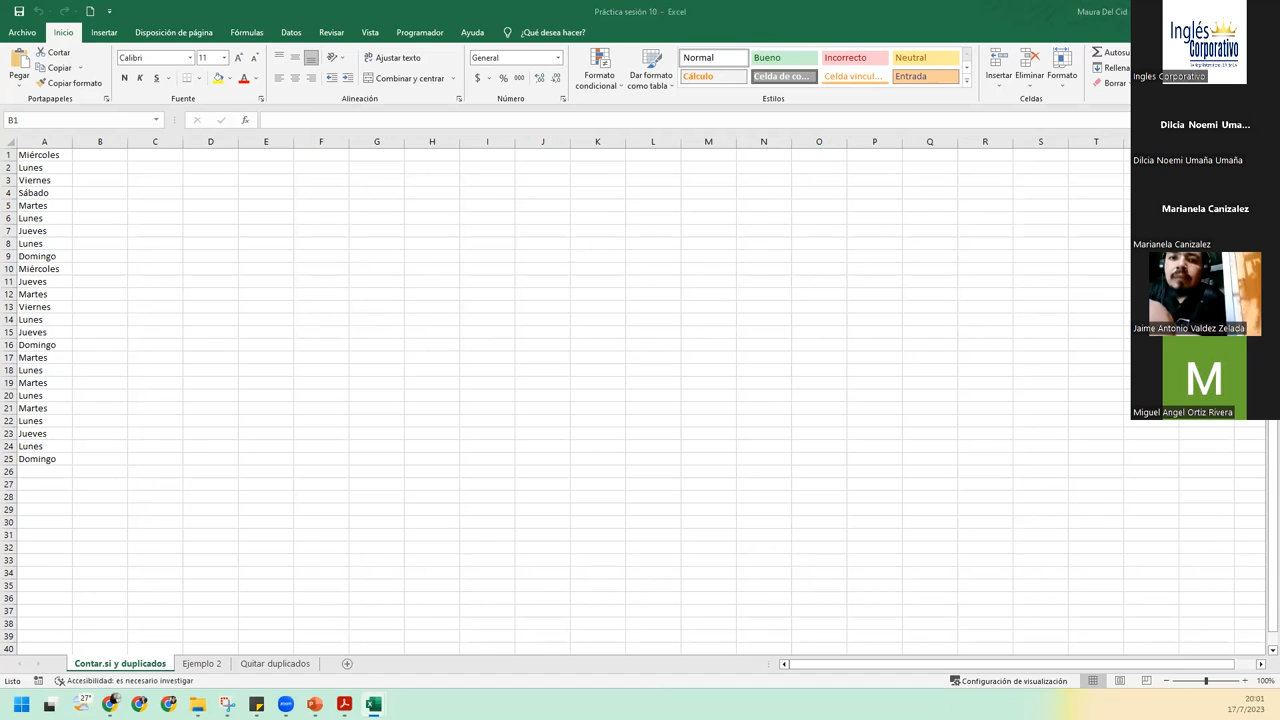 Práctica sesión 10 - Excel
Maura Del Cid
Archivo Inicio Insertar Disposición de página Fórmulas Datos Revisar Vista Programador Ayuda ¿Qué desea hacer?
Pegar
Cortar
Copiar
Copiar formato
Portapapeles
Calibri 11
N K S
Fuente
Ajustar texto
Combinar y centrar
Alineación
General
$ % 000
Número
Formato condicional
Dar formato como tabla
Normal Bueno Incorrecto Neutral
Cálculo Celda de co... Celda vincul... Entrada
Estilos
Insertar Eliminar Formato
Celdas
Autosu
Rellena
Borrar
B1
fx
A B C D E F G H I J K L M N O P Q R S T
1 Miércoles
2 Lunes
3 Viernes
4 Sábado
5 Martes
6 Lunes
7 Jueves
8 Lunes
9 Domingo
10 Miércoles
11 Jueves
12 Martes
13 Viernes
14 Lunes
15 Jueves
16 Domingo
17 Martes
18 Lunes
19 Martes
20 Lunes
21 Martes
22 Lunes
23 Jueves
24 Lunes
25 Domingo
26
27
28
29
30
31
32
33
34
35
36
37
38
39
40
Inglés
Corporativo
Ingles Corporativo
Dilcia Noemi Uma...
Dilcia Noemi Umaña Umaña
Marianela Canizalez
Marianela Canizalez
Jaime Antonio Valdez Zelada
M
Miguel Angel Ortiz Rivera
Contar.si y duplicados Ejemplo 2 Quitar duplicados
Listo
Accesibilidad: es necesario investigar
Configuración de visualización
100%
27°
zoom
20:01
17/7/2023